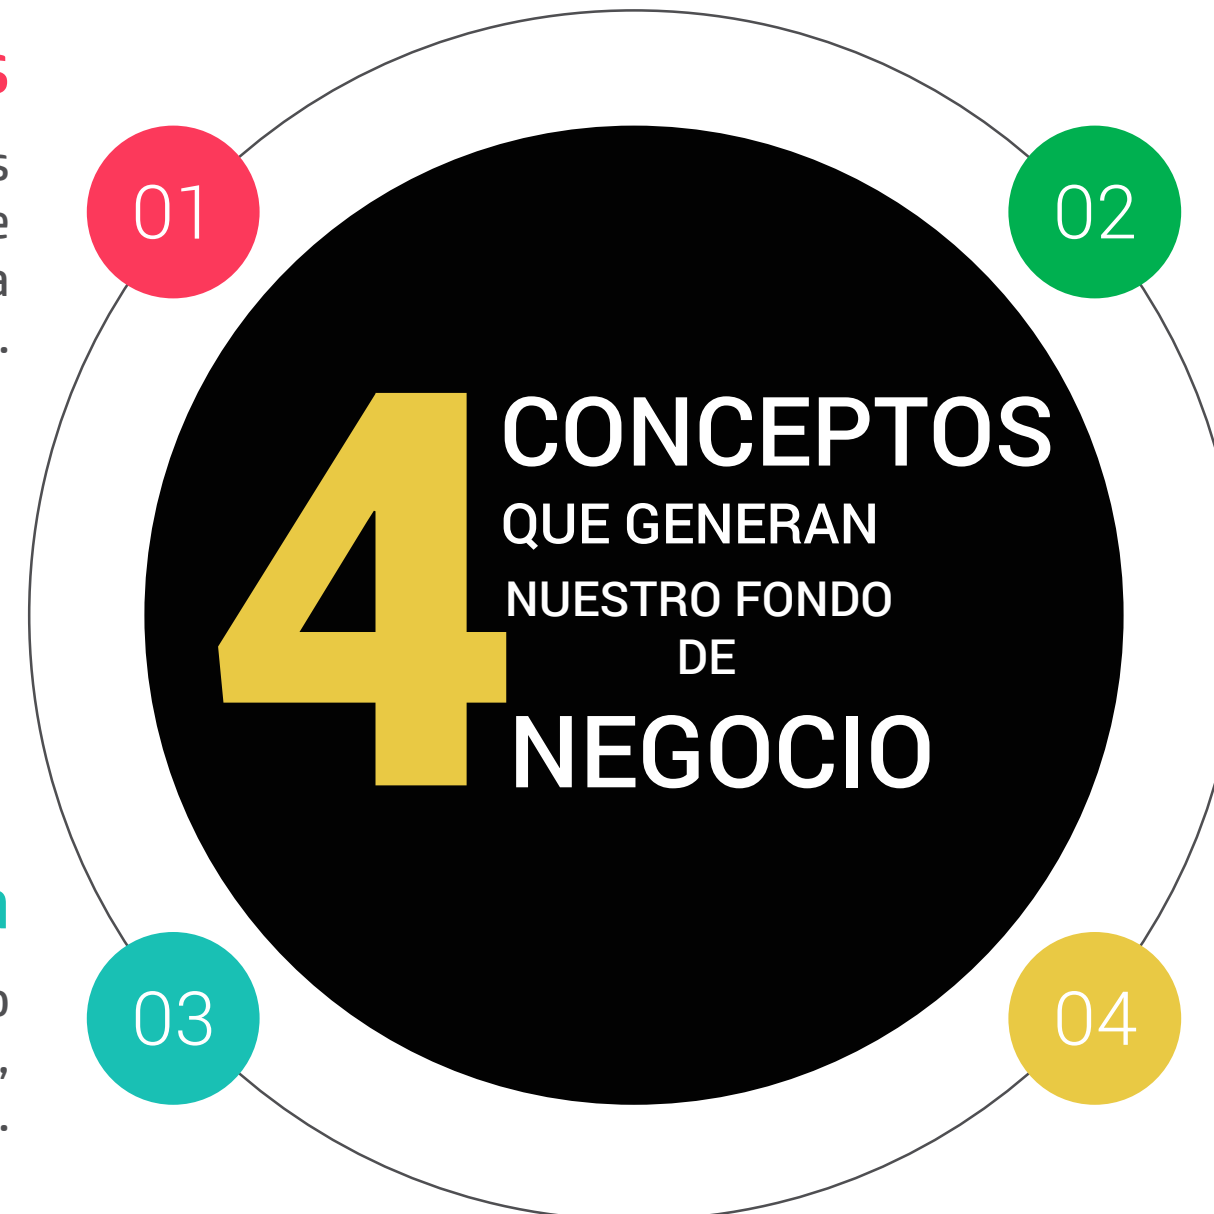 01
02
4
CONCEPTOS
QUE GENERAN
NUESTRO FONDO
DE
NEGOCIO
03
04